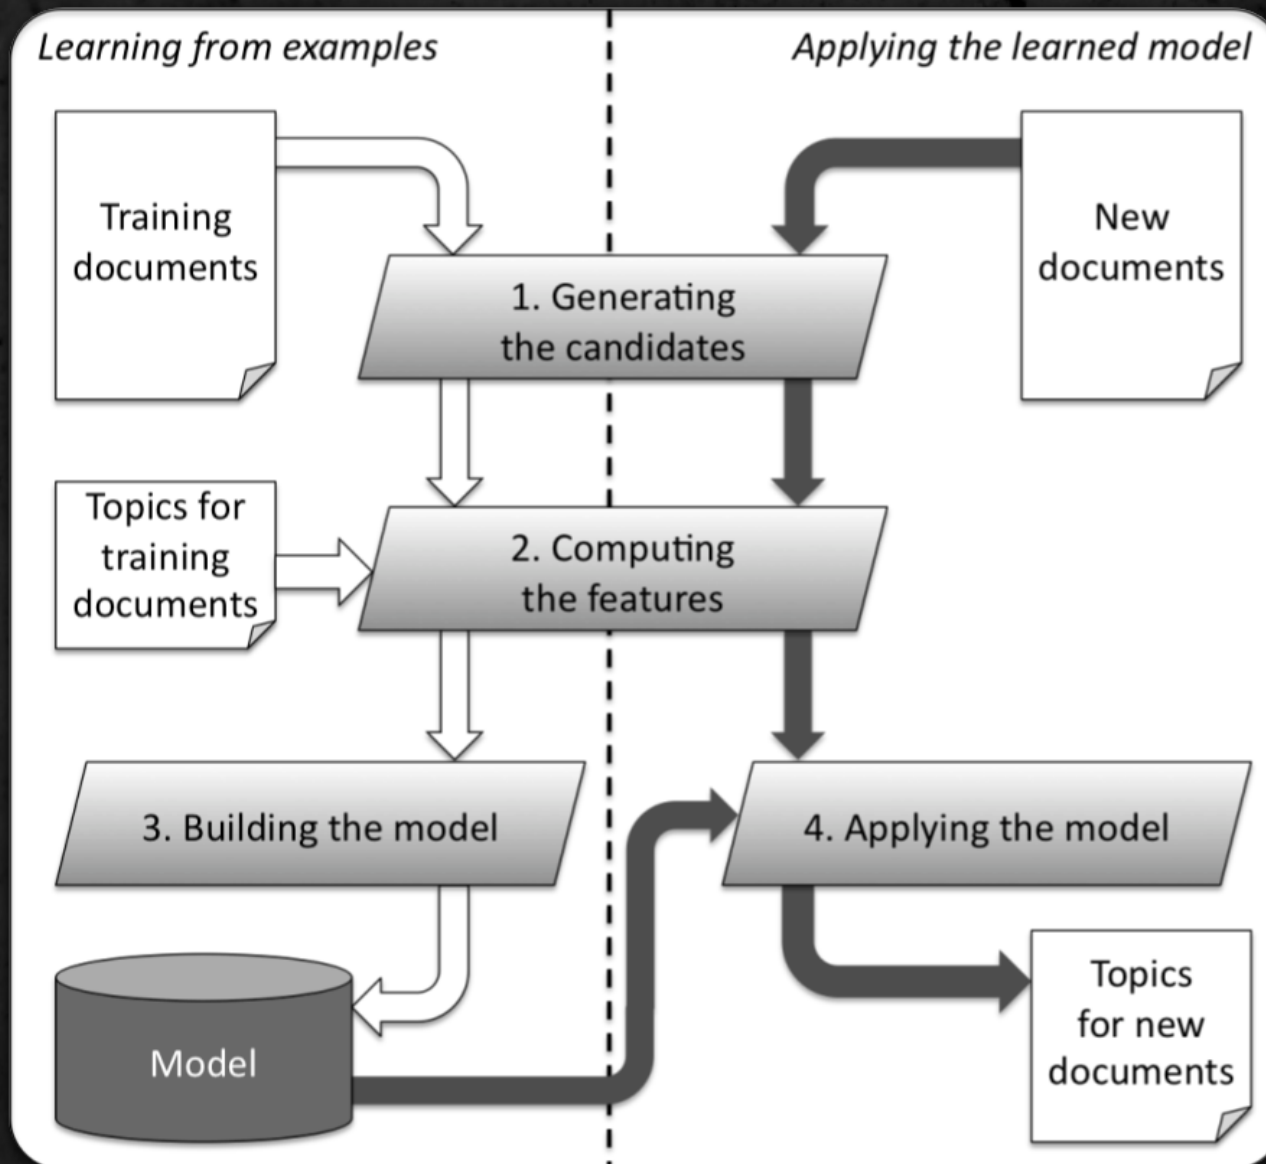 Learning from examples
Applying the learned model
Training
documents
New
documents
1. Generating
the candidates
Topics for
training
documents
2. Computing
the features
3. Building the model
4. Applying the model
Model
Topics
for new
documents